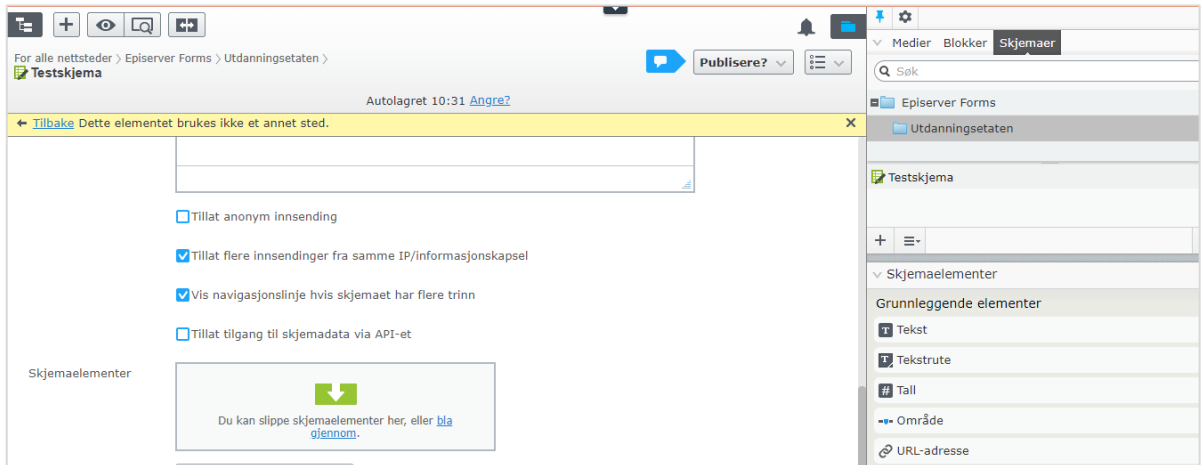 For alle nettsteder > Episerver Forms > Utdanningsetaten >
Testskjema
Publisere?
Autolagret 10:31 Angre?
Tilbake Dette elementet brukes ikke et annet sted.
Tillat anonym innsending
Tillat flere innsendinger fra samme IP/informasjonskapsel
Vis navigasjonslinje hvis skjemaet har flere trinn
Tillat tilgang til skjemadata via API-et
Skjemaelementer
Du kan slippe skjemaelementer her, eller bla
gjennom.
Medier Blokker Skjemaer
Søk
Episerver Forms
Utdanningsetaten
Testskjema
Skjemaelementer
Grunnleggende elementer
T Tekst
T Tekstrute
# Tall
Område
URL-adresse